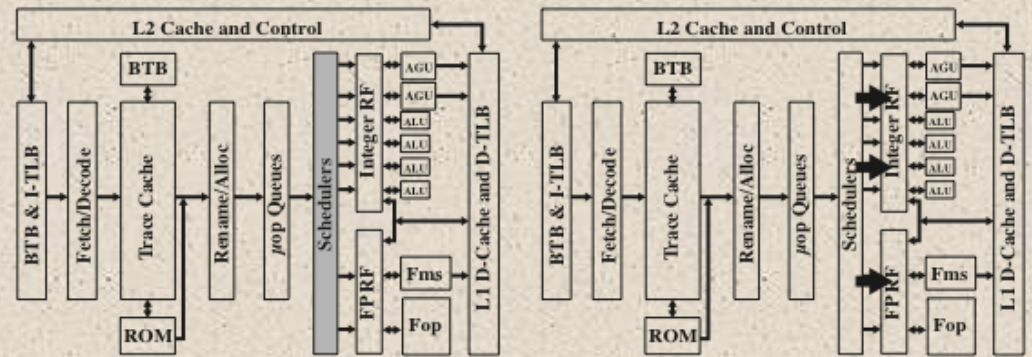 L2 Cache and Control
BTB
AGU
AGU
ALU
ALU
ALU
ALU
BTB & I-TLB
Fetch/Decode
Trace Cache
Rename/Alloc
µop Queues
Schedulers
Integer RF
L1 D-Cache and D-TLB
FP RF
Fms
Fop
ROM
L2 Cache and Control
BTB
AGU
AGU
ALU
ALU
ALU
ALU
BTB & I-TLB
Fetch/Decode
Trace Cache
Rename/Alloc
µop Queues
Schedulers
Integer RF
L1 D-Cache and D-TLB
FP RF
Fms
Fop
ROM